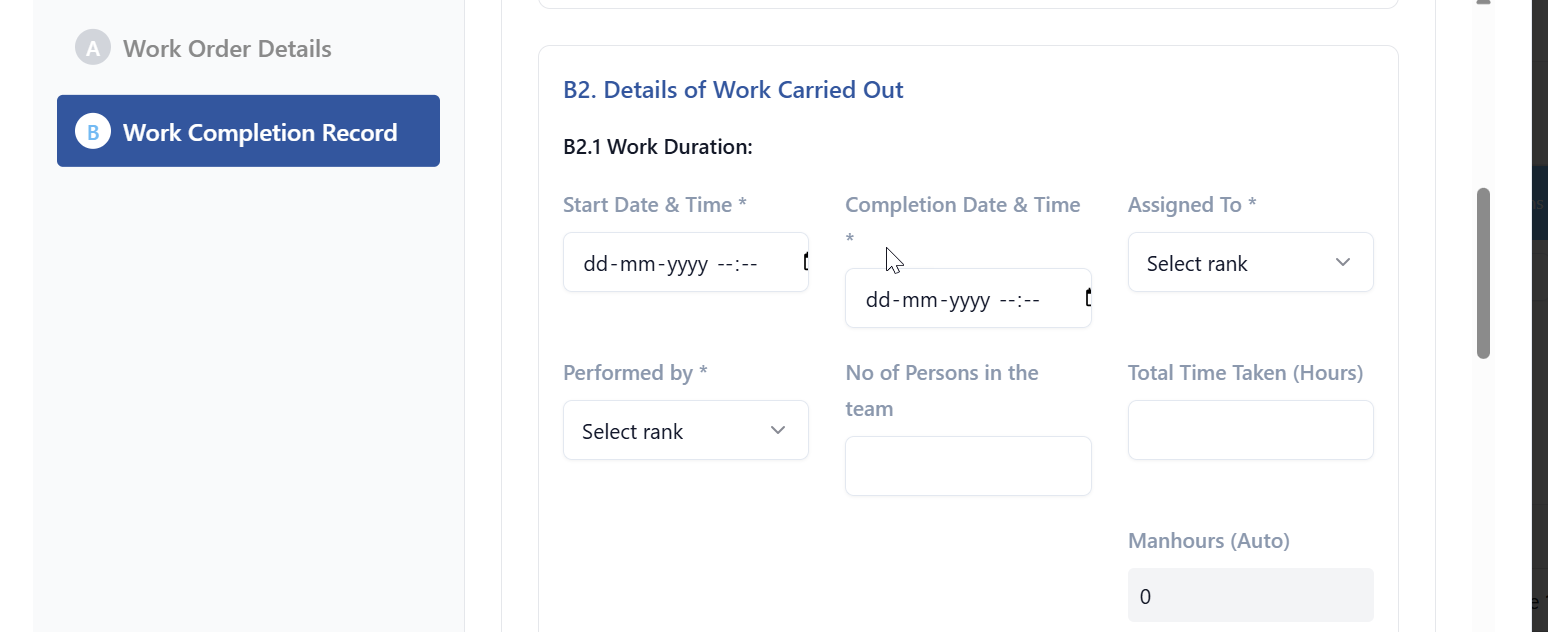 A Work Order Details
B Work Completion Record
B2. Details of Work Carried Out
B2.1 Work Duration:
Start Date & Time *
Completion Date & Time
*
Assigned To *
dd-mm-yyyy --:--
dd-mm-yyyy --:--
Select rank
Performed by *
No of Persons in the
team
Total Time Taken (Hours)
Select rank
Manhours (Auto)
0